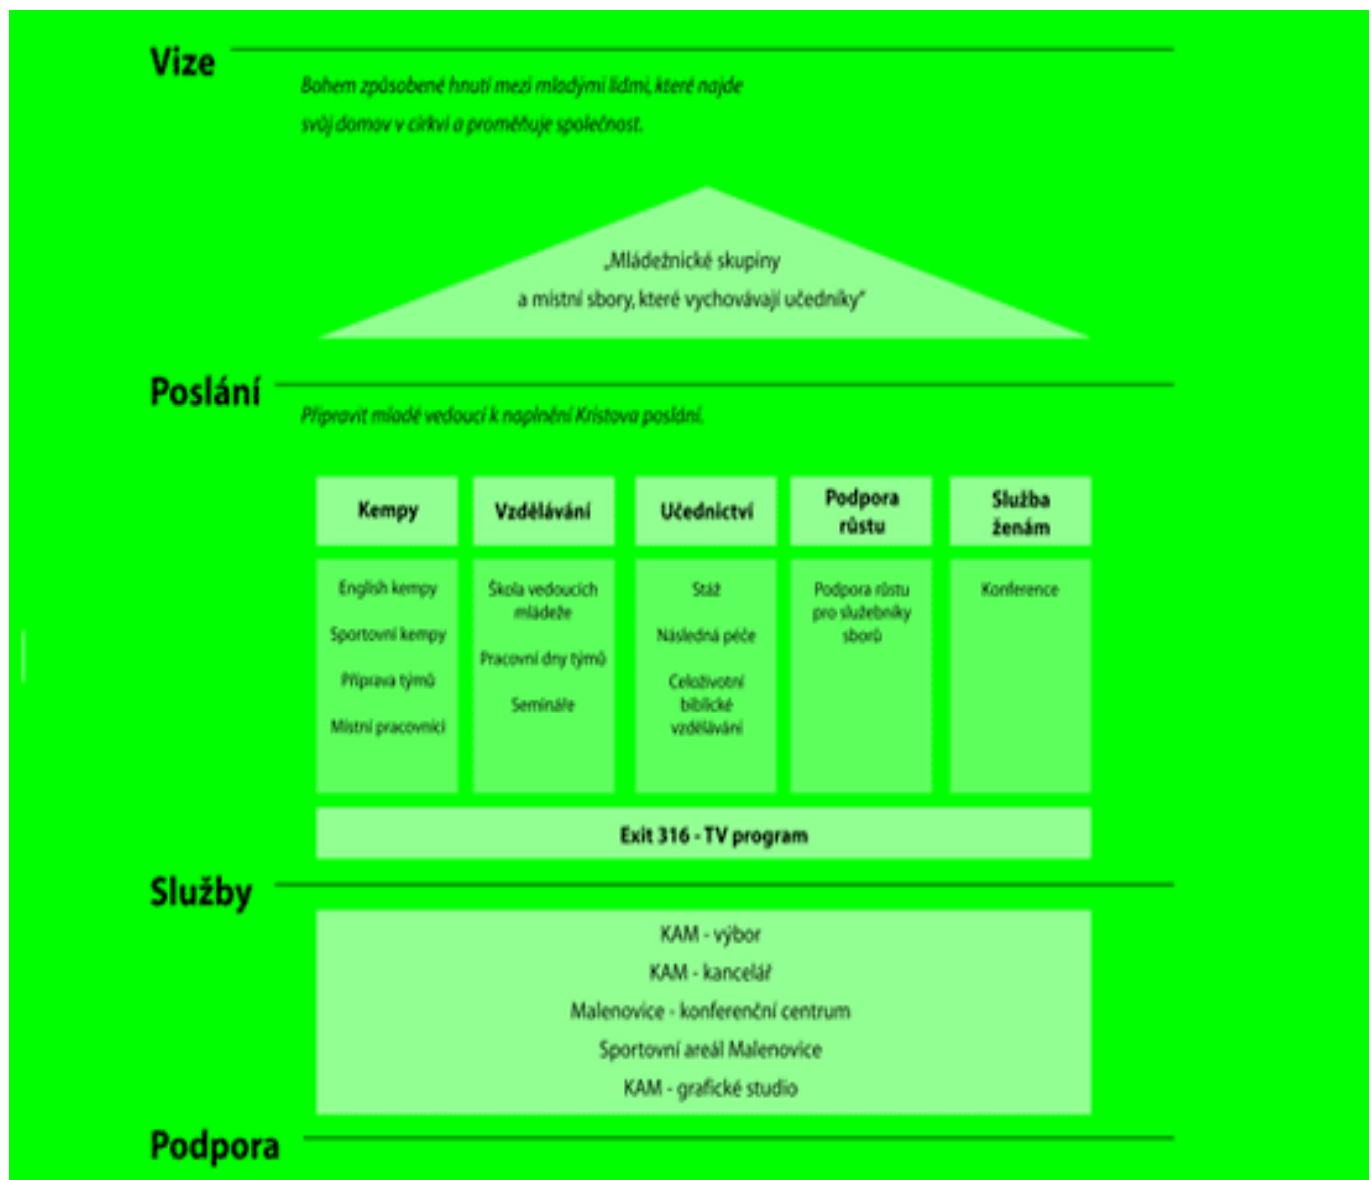 Vize
Bohem způsobené hnutí mezi mladými lidmi, které najde
svůj domov v církvi a proměňuje společnost.
„Mládežnické skupiny
a místní sbory, které vychovávají učedníky“
Poslání
Připravit mladé vedoucí k naplnění Kristova poslání.
Kempy
Vzdělávání
Učednictví
Podpora
růstu
Služba
ženám
English kempy
Sportovní kempy
Příprava týmů
Místní pracovníci
Škola vedoucích
mládeže
Pracovní dny týmů
Semináře
Stáž
Následná péče
Celoživotní
biblické
vzdělávání
Podpora růstu
pro služebníky
sborů
Konference
Exit 316 - TV program
Služby
KAM - výbor
KAM - kancelář
Malenovice - konferenční centrum
Sportovní areál Malenovice
KAM - grafické studio
Podpora